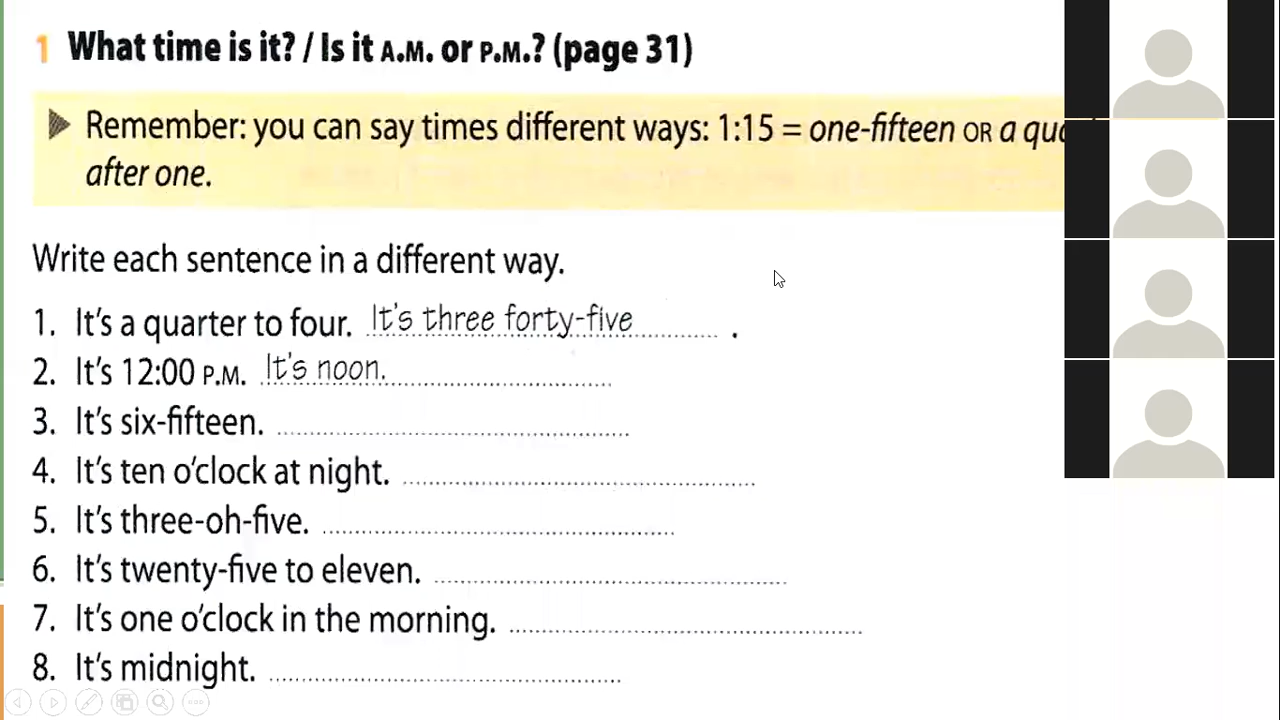 1 What time is it? / Is it A.M. or P.M.? (page 31)
Remember: you can say times different ways: 1:15 = one-fifteen OR a
after one.
Write each sentence in a different way.
1. It's a quarter to four. It's three forty-five .
2. It's 12:00 P.M. It's noon.
3. It's six-fifteen.
4. It's ten o'clock at night.
5. It's three-oh-five.
6. It's twenty-five to eleven.
7. It's one o'clock in the morning.
8. It's midnight.